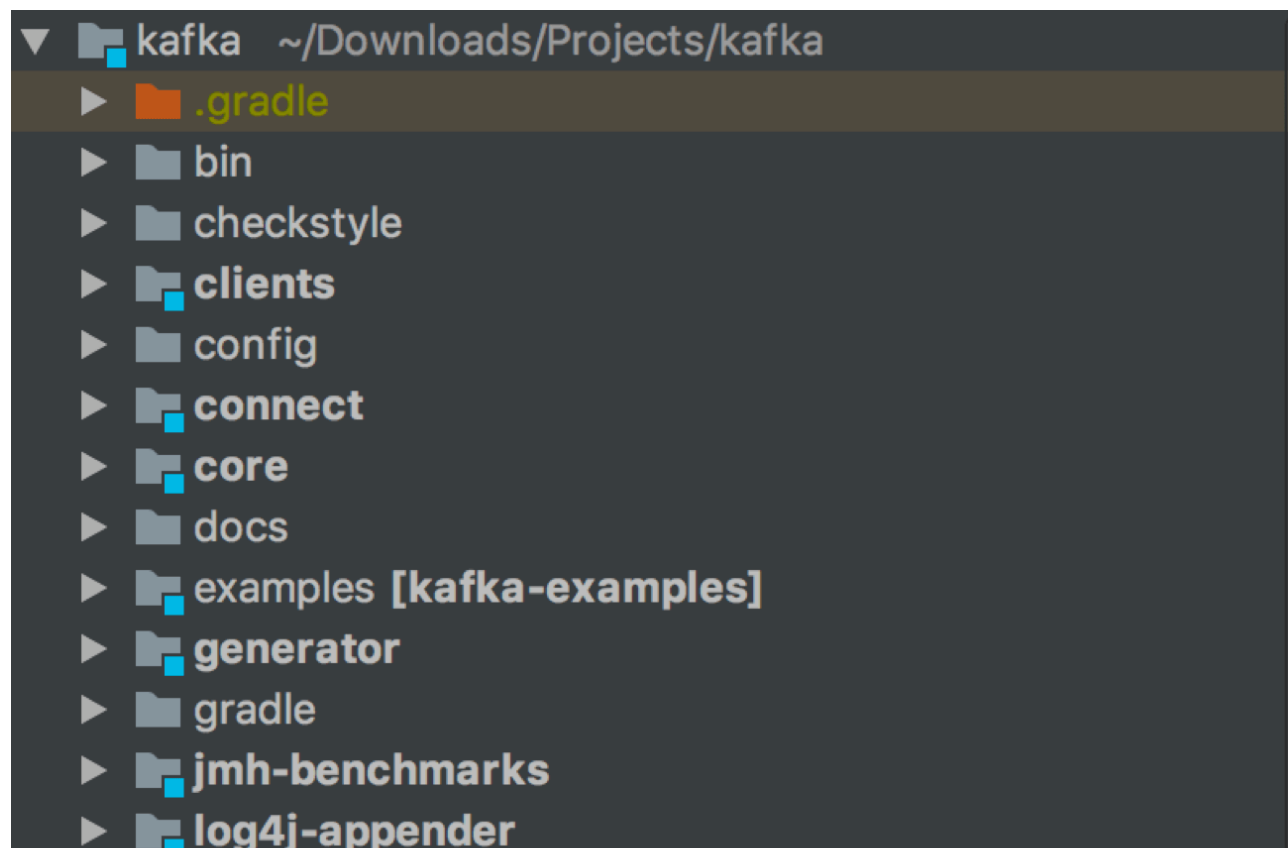 kafka ~/Downloads/Projects/kafka
.gradle
bin
checkstyle
clients
config
connect
core
docs
examples [kafka-examples]
generator
gradle
jmh-benchmarks
log4j-appender